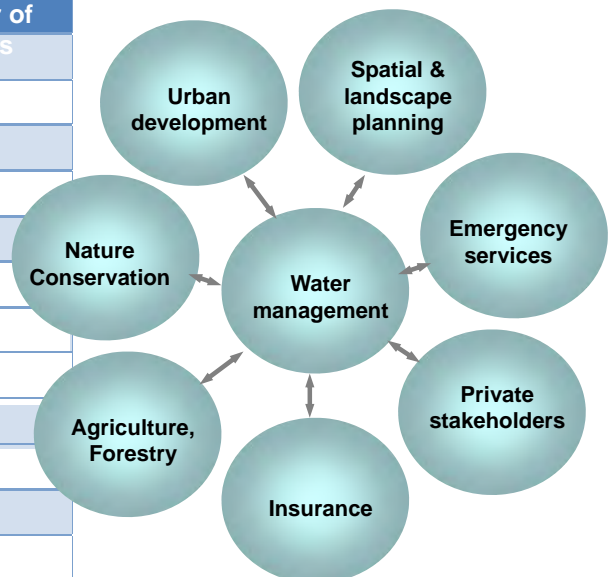 y of
s
Urban
development
Spatial &
landscape
planning
Emergency
services
Nature
Conservation
Water
management
Private
stakeholders
Agriculture,
Forestry
Insurance